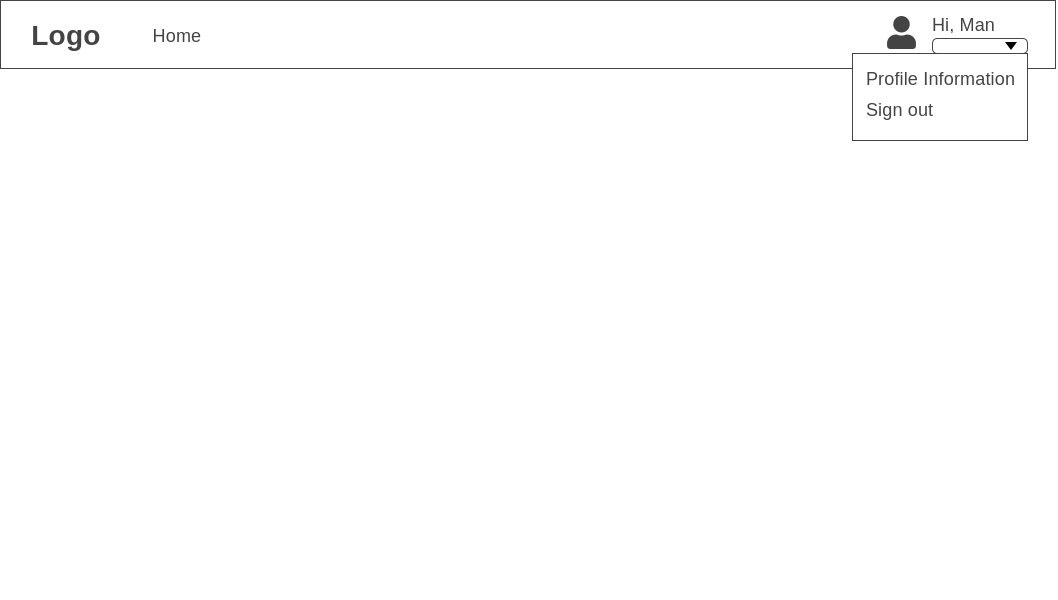 Logo
Home
Hi, Man
Profile Information
Sign out